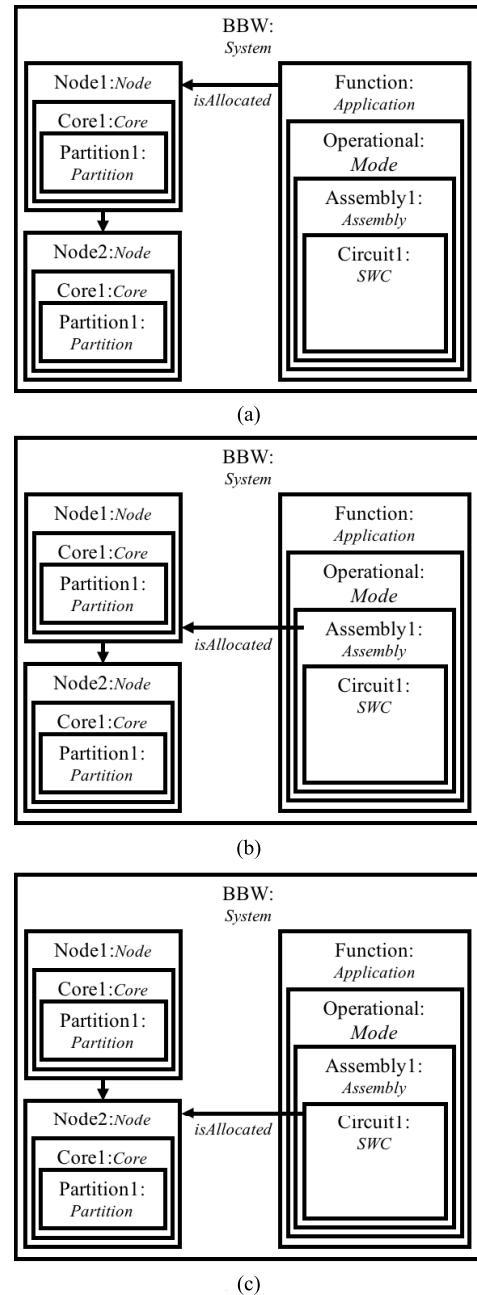 BBW:
System
Node1:Node
isAllocated
Function:
Application
Core1:Core
Partition1:
Partition
Operational:
Mode
Assembly1:
Assembly
Node2:Node
Circuit1:
SWC
Core1:Core
Partition1:
Partition
(a)
BBW:
System
Node1:Node
Function:
Application
Core1:Core
Partition1:
Partition
Operational:
Mode
isAllocated
Assembly1:
Assembly
Node2:Node
Circuit1:
SWC
Core1:Core
Partition1:
Partition
(b)
BBW:
System
Node1:Node
Function:
Application
Core1:Core
Partition1:
Partition
Operational:
Mode
Assembly1:
Assembly
Node2:Node
isAllocated
Circuit1:
SWC
Core1:Core
Partition1:
Partition
(c)